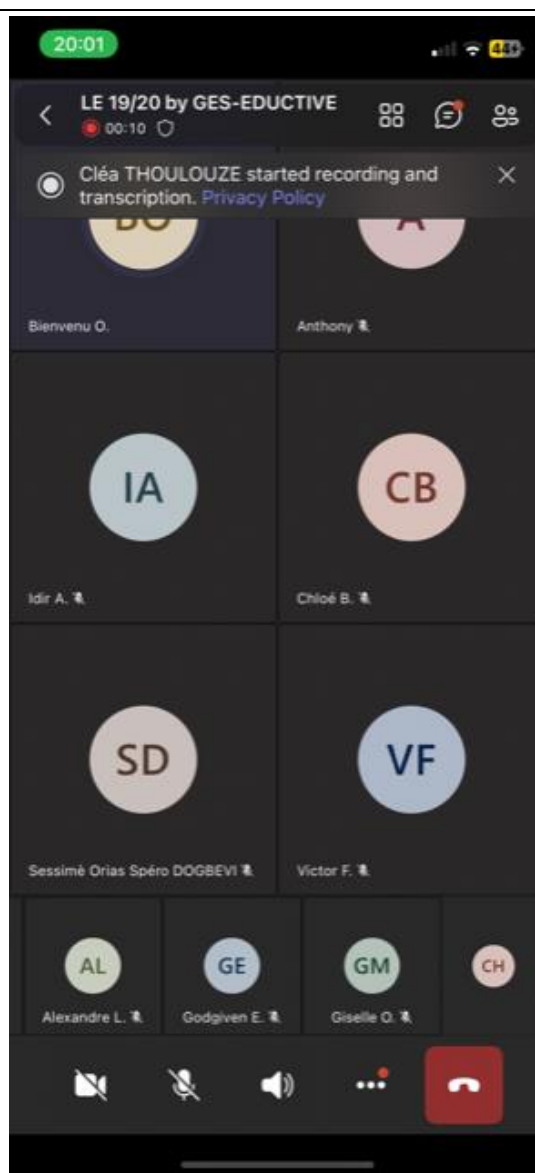 20:01
LE 19/20 by GES-EDUCTIVE
00:10
Cléa THOULOUZE started recording and
transcription. Privacy Policy
BO
A
Bienvenu O.
Anthony
IA
CB
Idir A.
Chloé B.
SD
VF
Sessimè Orias Spéro DOGBEVI
Victor F.
AL
GE
GM
CH
Alexandre L.
Godgiven E.
Giselle O.